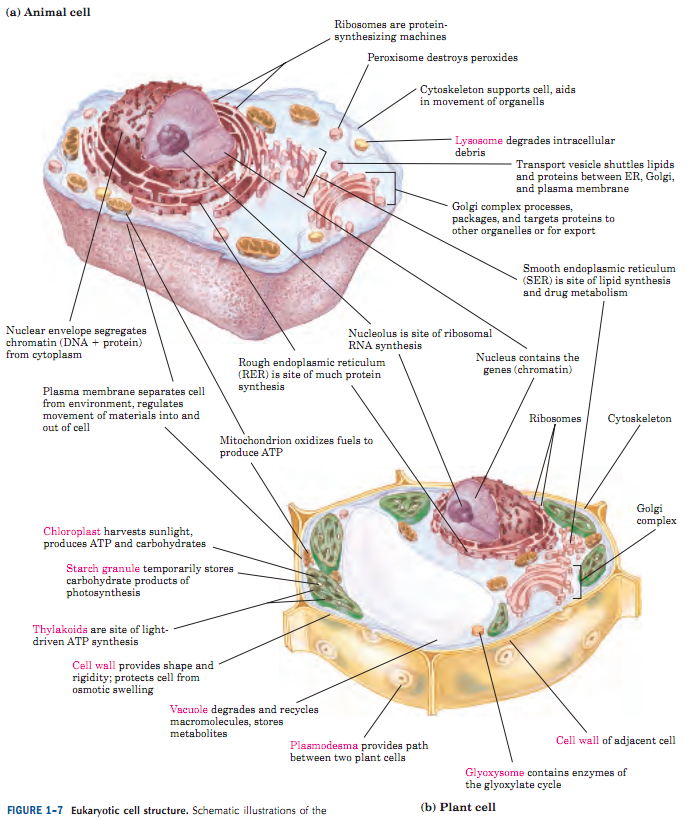 (a) Animal cell
Ribosomes are protein-
synthesizing machines
Peroxisome destroys peroxides
Cytoskeleton supports cell, aids
in movement of organells
Lysosome degrades intracellular
debris
Transport vesicle shuttles lipids
and proteins between ER, Golgi,
and plasma membrane
Golgi complex processes,
packages, and targets proteins to
other organelles or for export
Smooth endoplasmic reticulum
(SER) is site of lipid synthesis
and drug metabolism
Nuclear envelope segregates
chromatin (DNA + protein)
from cytoplasm
Nucleolus is site of ribosomal
RNA synthesis
Rough endoplasmic reticulum
(RER) is site of much protein
synthesis
Nucleus contains the
genes (chromatin)
Plasma membrane separates cell
from environment, regulates
movement of materials into and
out of cell
Ribosomes
Cytoskeleton
Mitochondrion oxidizes fuels to
produce ATP
Golgi
complex
Chloroplast harvests sunlight,
produces ATP and carbohydrates
Starch granule temporarily stores
carbohydrate products of
photosynthesis
Thylakoids are site of light-
driven ATP synthesis
Cell wall provides shape and
rigidity; protects cell from
osmotic swelling
Vacuole degrades and recycles
macromolecules, stores
metabolites
Plasmodesma provides path
between two plant cells
Cell wall of adjacent cell
Glyoxysome contains enzymes of
the glyoxylate cycle
(b) Plant cell
FIGURE 1-7 Eukaryotic cell structure. Schematic illustrations of the